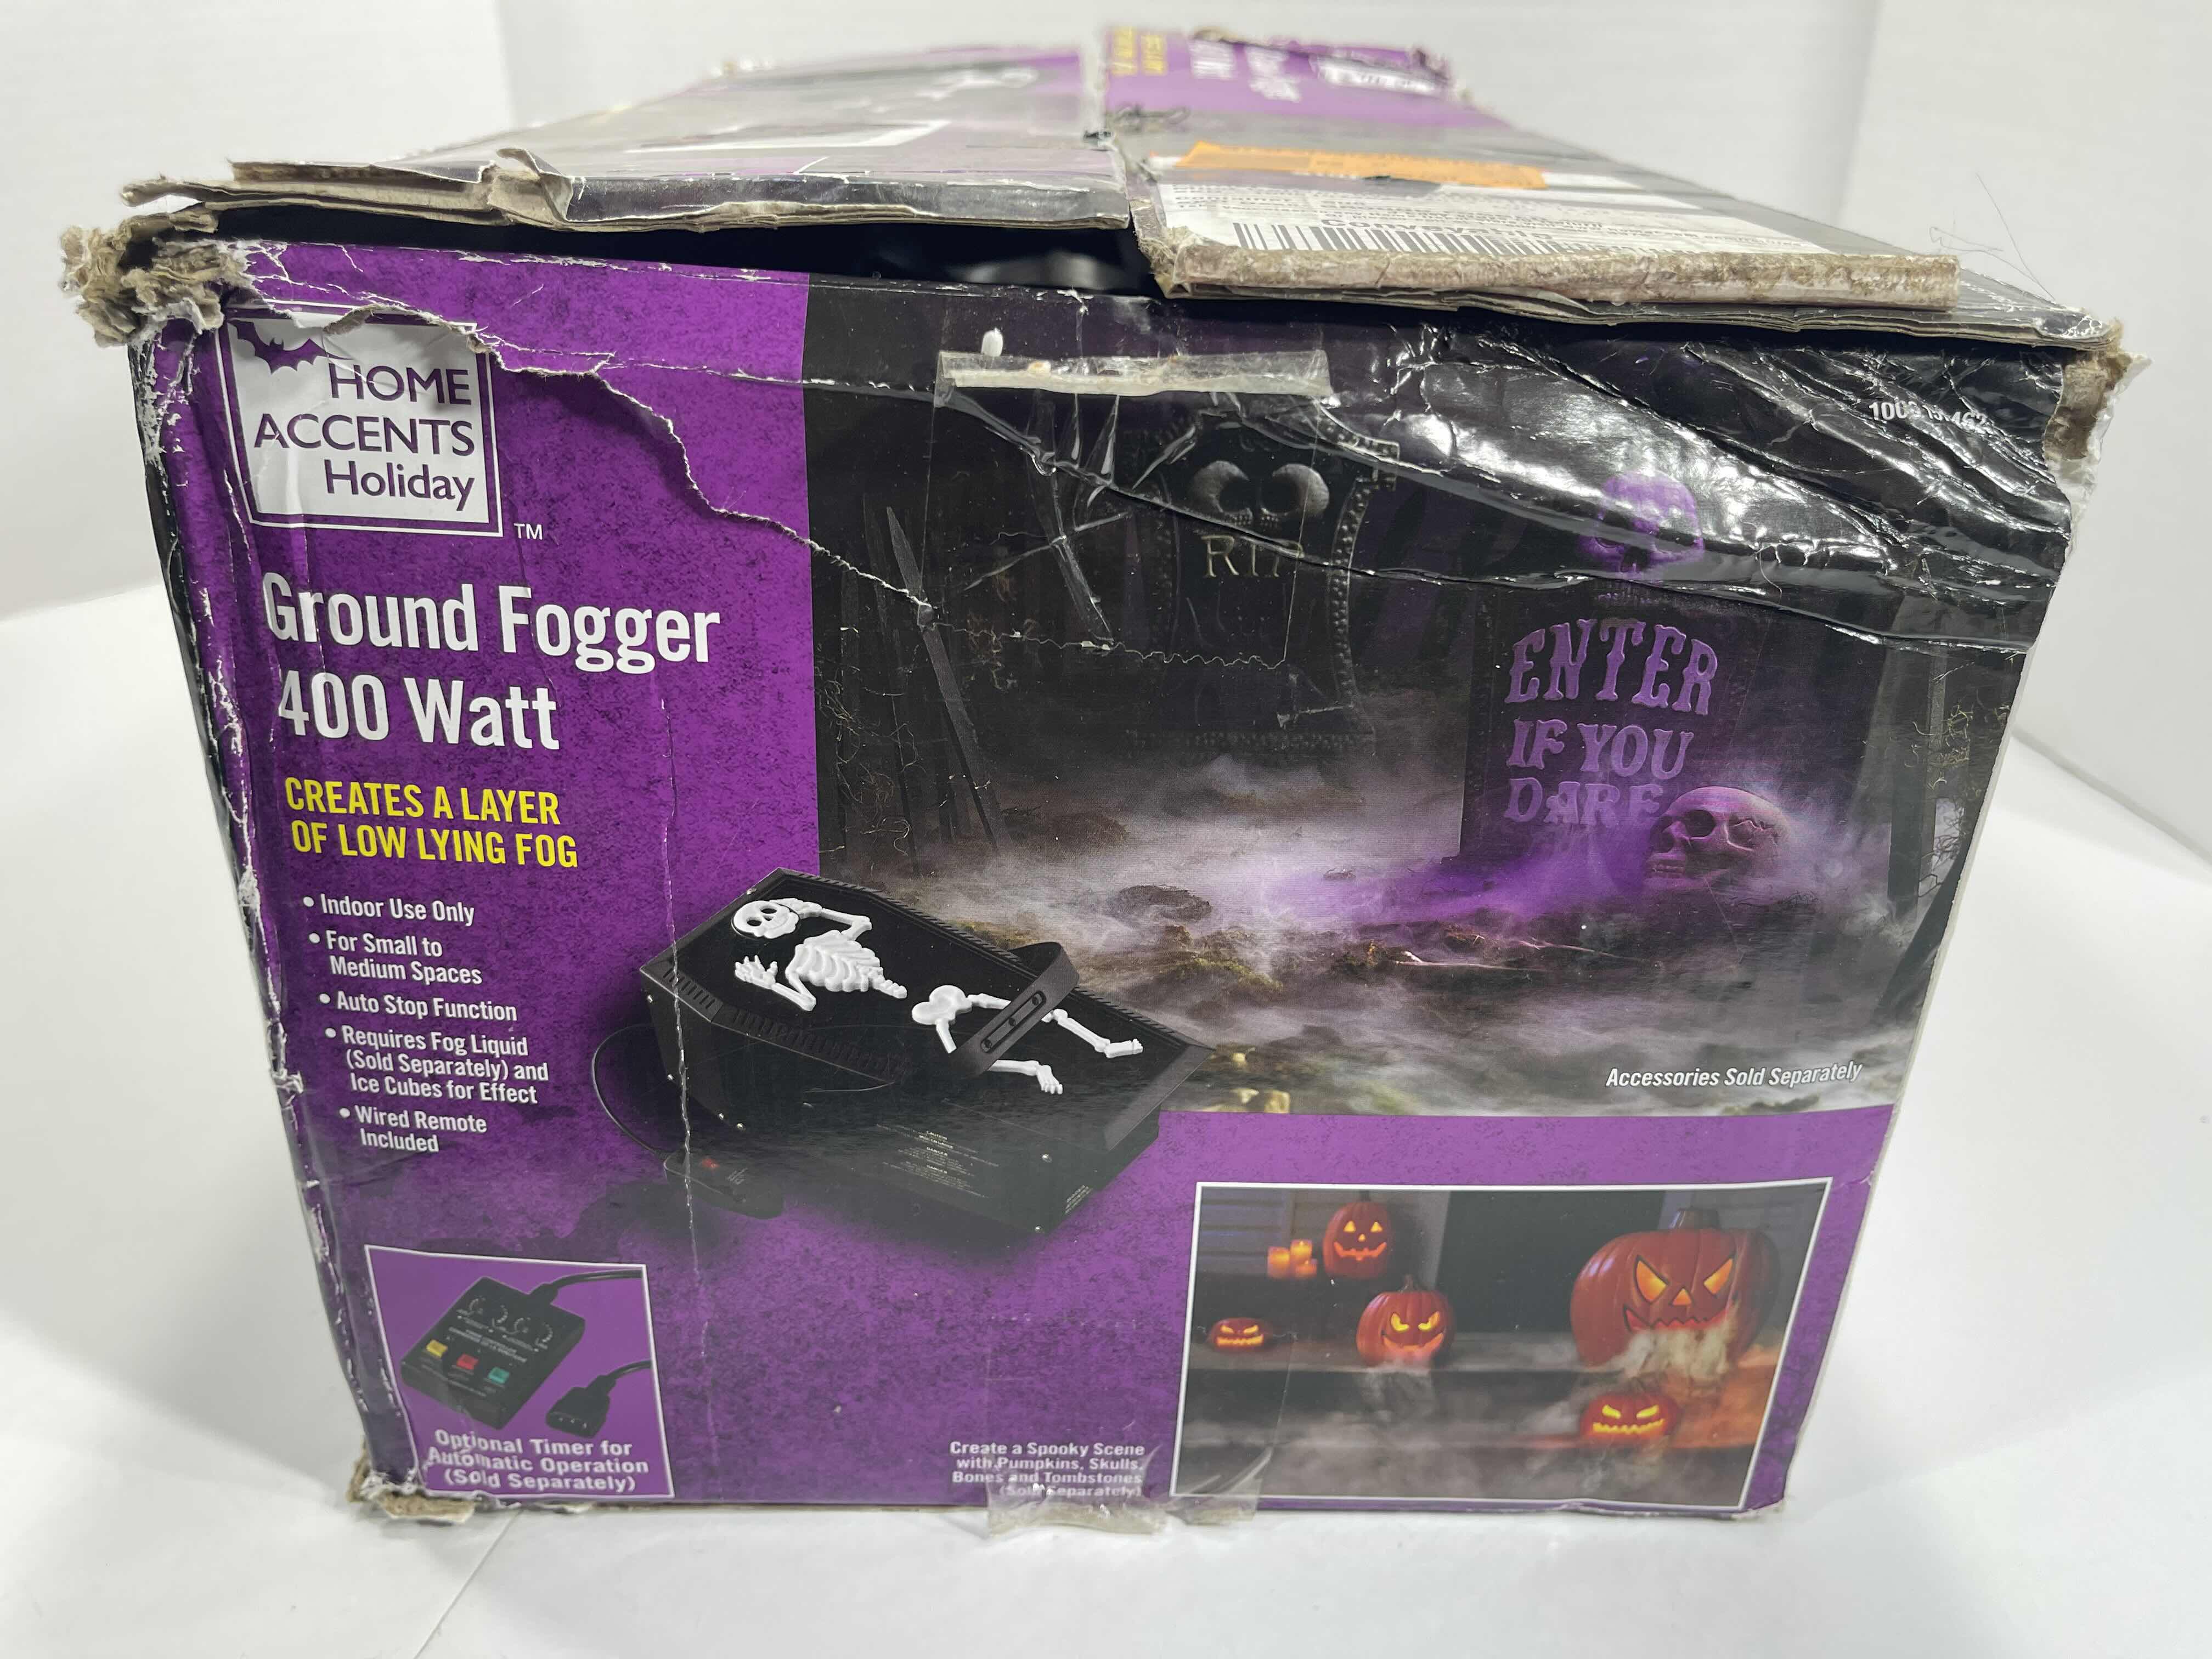 HOME
ACCENTS
Holiday
TM
Ground Fogger
400 Watt
CREATES A LAYER
OF LOW LYING FOG
• Indoor Use Only
• For Small to
Medium Spaces
• Auto Stop Function
• Requires Fog Liquid
(Sold Separately) and
Ice Cubes for Effect
• Wired Remote
Included
RIP
ENTER
IF YOU
DARE
Accessories Sold Separately
Optional Timer for
Automatic Operation
(Sold Separately)
Create a Spooky Scene
with Pumpkins, Skulls,
Bones and Tombstones
(Sold Separately)